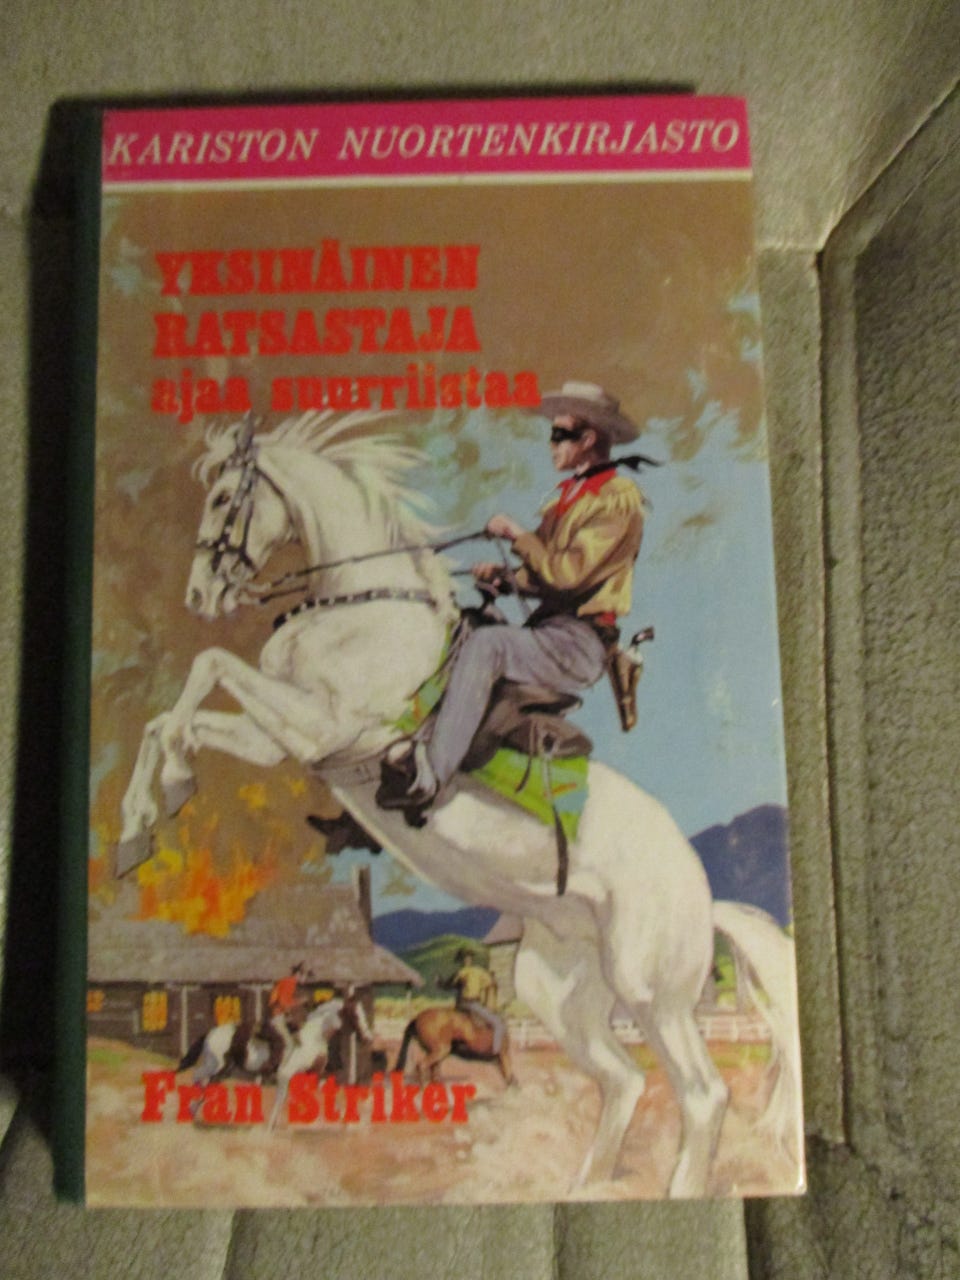 KARISTON NUORTENKIRJASTO
YKSINÄINEN
RATSASTAJA
ajaa suurriistaa
Fran Striker